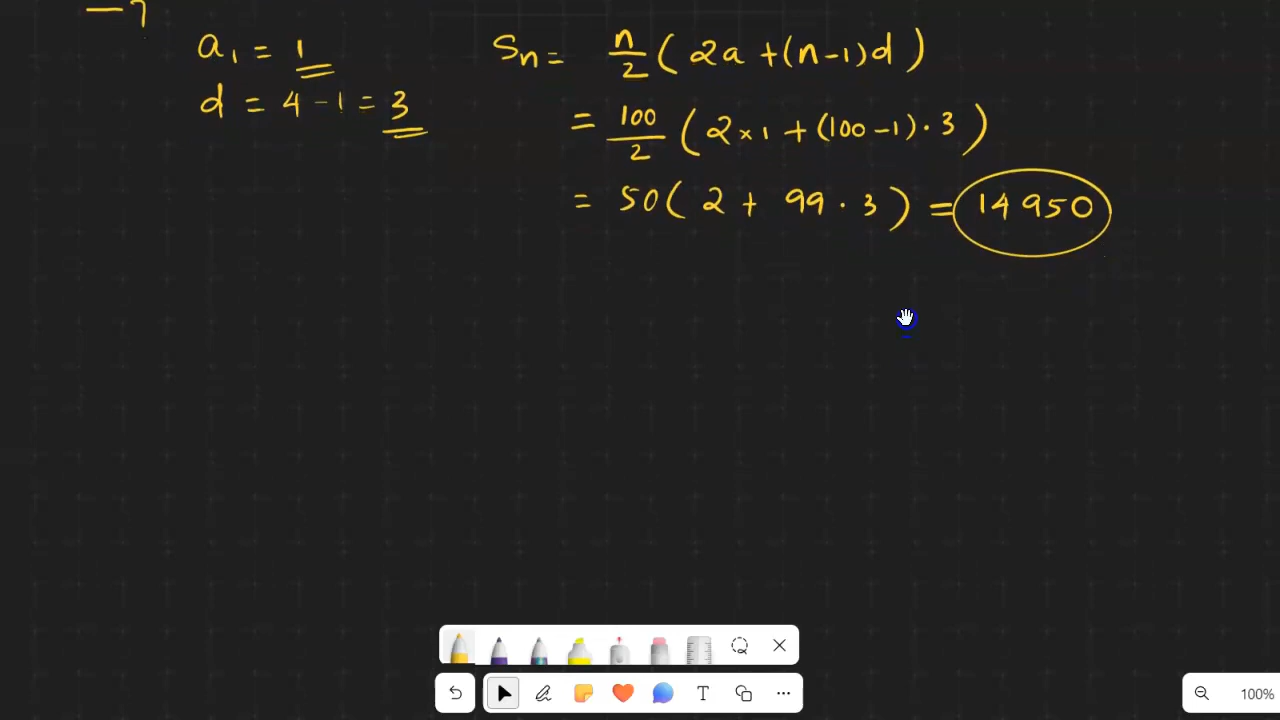 a₁ = 1
d = 4 - 1 = 3
Sn = n/2 ( 2a + (n-1)d )
= 100/2 ( 2×1 + (100-1)·3 )
= 50( 2 + 99·3 ) = 14950
T
100%